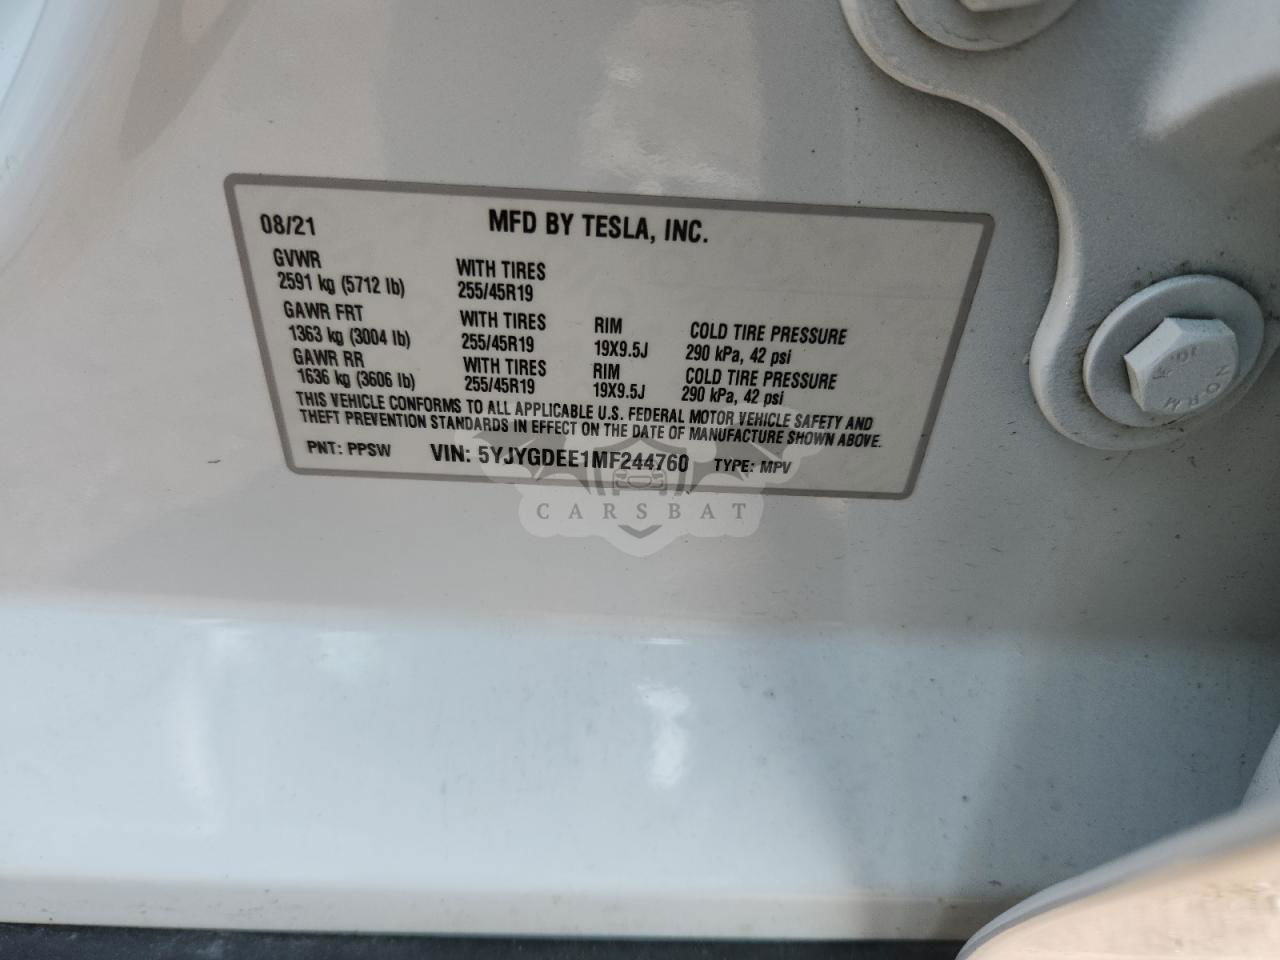 08/21 MFD BY TESLA, INC.
GVWR WITH TIRES
2591 kg (5712 lb) 255/45R19
GAWR FRT WITH TIRES RIM COLD TIRE PRESSURE
1363 kg (3004 lb) 255/45R19 19X9.5J 290 kPa, 42 psi
GAWR RR WITH TIRES RIM COLD TIRE PRESSURE
1636 kg (3606 lb) 255/45R19 19X9.5J 290 kPa, 42 psi
THIS VEHICLE CONFORMS TO ALL APPLICABLE U.S. FEDERAL MOTOR VEHICLE SAFETY AND
THEFT PREVENTION STANDARDS IN EFFECT ON THE DATE OF MANUFACTURE SHOWN ABOVE.
PNT: PPSW VIN: 5YJYGDEE1MF244760 TYPE: MPV
CARSBAT
NORM